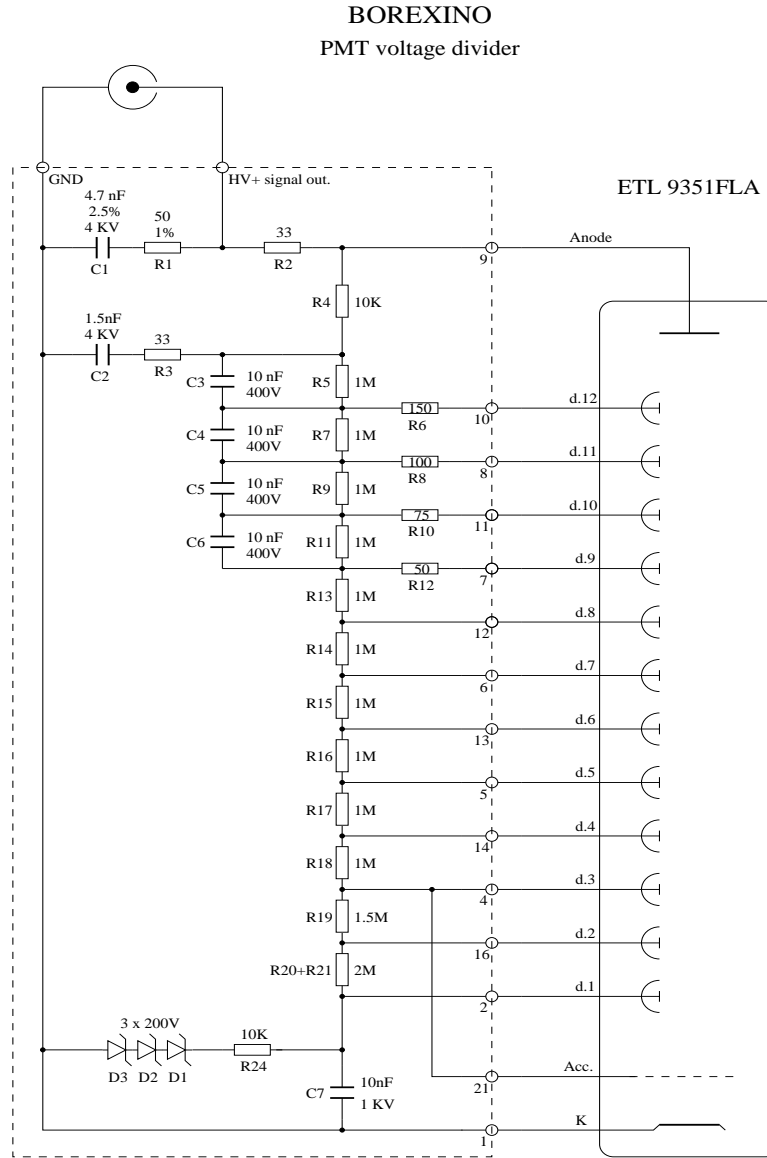 BOREXINO
PMT voltage divider
GND
HV+ signal out.
ETL 9351FLA
4.7 nF
2.5%
4 KV
C1
50
1%
R1
33
R2
9
Anode
R4
10K
1.5nF
4 KV
C2
33
R3
C3
10 nF
400V
R5
1M
150
R6
10
d.12
C4
10 nF
400V
R7
1M
100
R8
8
d.11
C5
10 nF
400V
R9
1M
75
R10
11
d.10
C6
10 nF
400V
R11
1M
50
R12
7
d.9
R13
1M
12
d.8
R14
1M
6
d.7
R15
1M
13
d.6
R16
1M
5
d.5
R17
1M
14
d.4
R18
1M
4
d.3
R19
1.5M
16
d.2
R20+R21
2M
2
d.1
3 x 200V
D3
D2
D1
10K
R24
C7
10nF
1 KV
21
Acc.
1
K